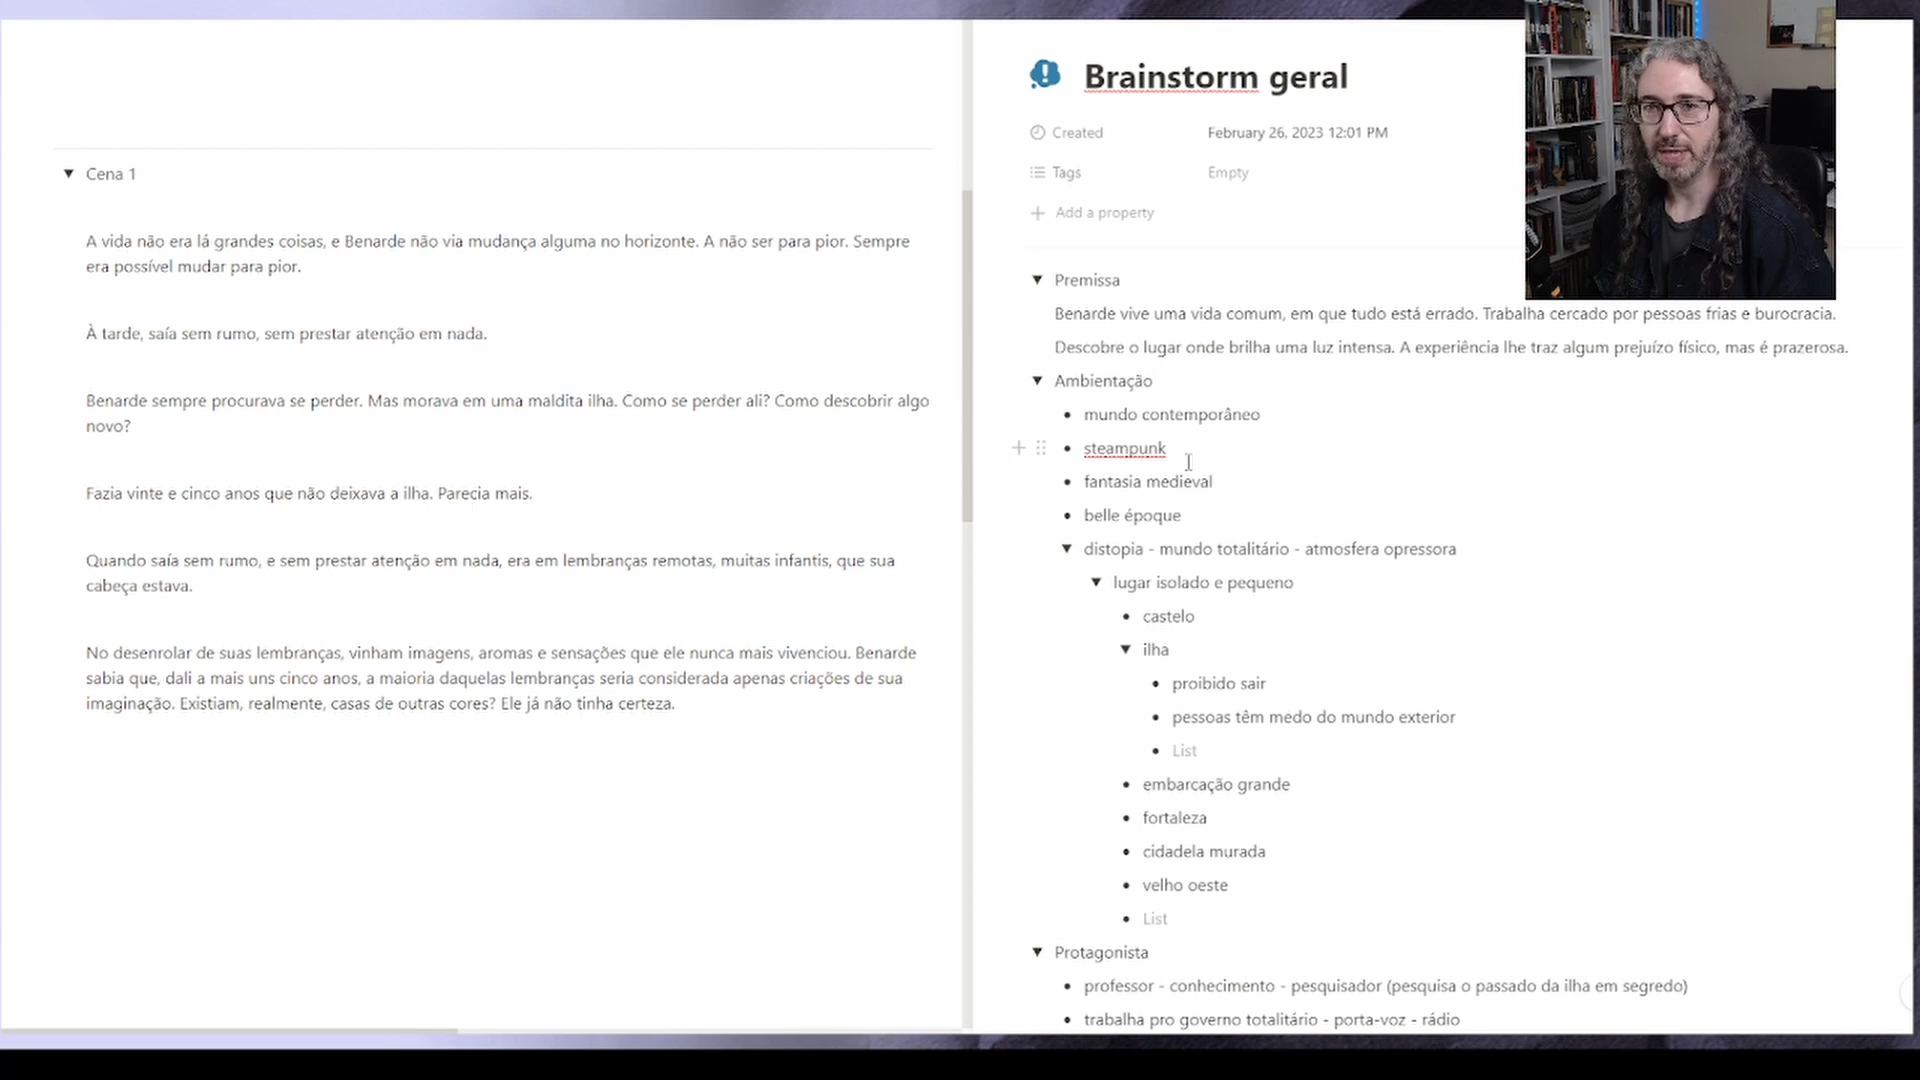 Cena 1
A vida não era lá grandes coisas, e Benarde não via mudança alguma no horizonte. A não ser para pior. Sempre
era possível mudar para pior.
À tarde, saía sem rumo, sem prestar atenção em nada.
Benarde sempre procurava se perder. Mas morava em uma maldita ilha. Como se perder ali? Como descobrir algo
novo?
Fazia vinte e cinco anos que não deixava a ilha. Parecia mais.
Quando saía sem rumo, e sem prestar atenção em nada, era em lembranças remotas, muitas infantis, que sua
cabeça estava.
No desenrolar de suas lembranças, vinham imagens, aromas e sensações que ele nunca mais vivenciou. Benarde
sabia que, dali a mais uns cinco anos, a maioria daquelas lembranças seria considerada apenas criações de sua
imaginação. Existiam, realmente, casas de outras cores? Ele já não tinha certeza.
Brainstorm geral
Created February 26, 2023 12:01 PM
Tags Empty
Add a property
Premissa
Benarde vive uma vida comum, em que tudo está errado. Trabalha cercado por pessoas frias e burocracia.
Descobre o lugar onde brilha uma luz intensa. A experiência lhe traz algum prejuízo físico, mas é prazerosa.
Ambientação
mundo contemporâneo
steampunk
fantasia medieval
belle époque
distopia - mundo totalitário - atmosfera opressora
lugar isolado e pequeno
castelo
ilha
proibido sair
pessoas têm medo do mundo exterior
List
embarcação grande
fortaleza
cidadela murada
velho oeste
List
Protagonista
professor - conhecimento - pesquisador (pesquisa o passado da ilha em segredo)
trabalha pro governo totalitário - porta-voz - rádio